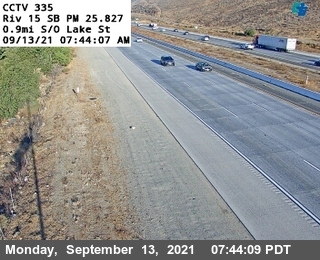 CCTV 335
Riv 15 SB PM 25.827
0.9mi S/O Lake St
09/13/21 07:44:07 AM
Monday, September 13, 2021 07:44:09 PDT